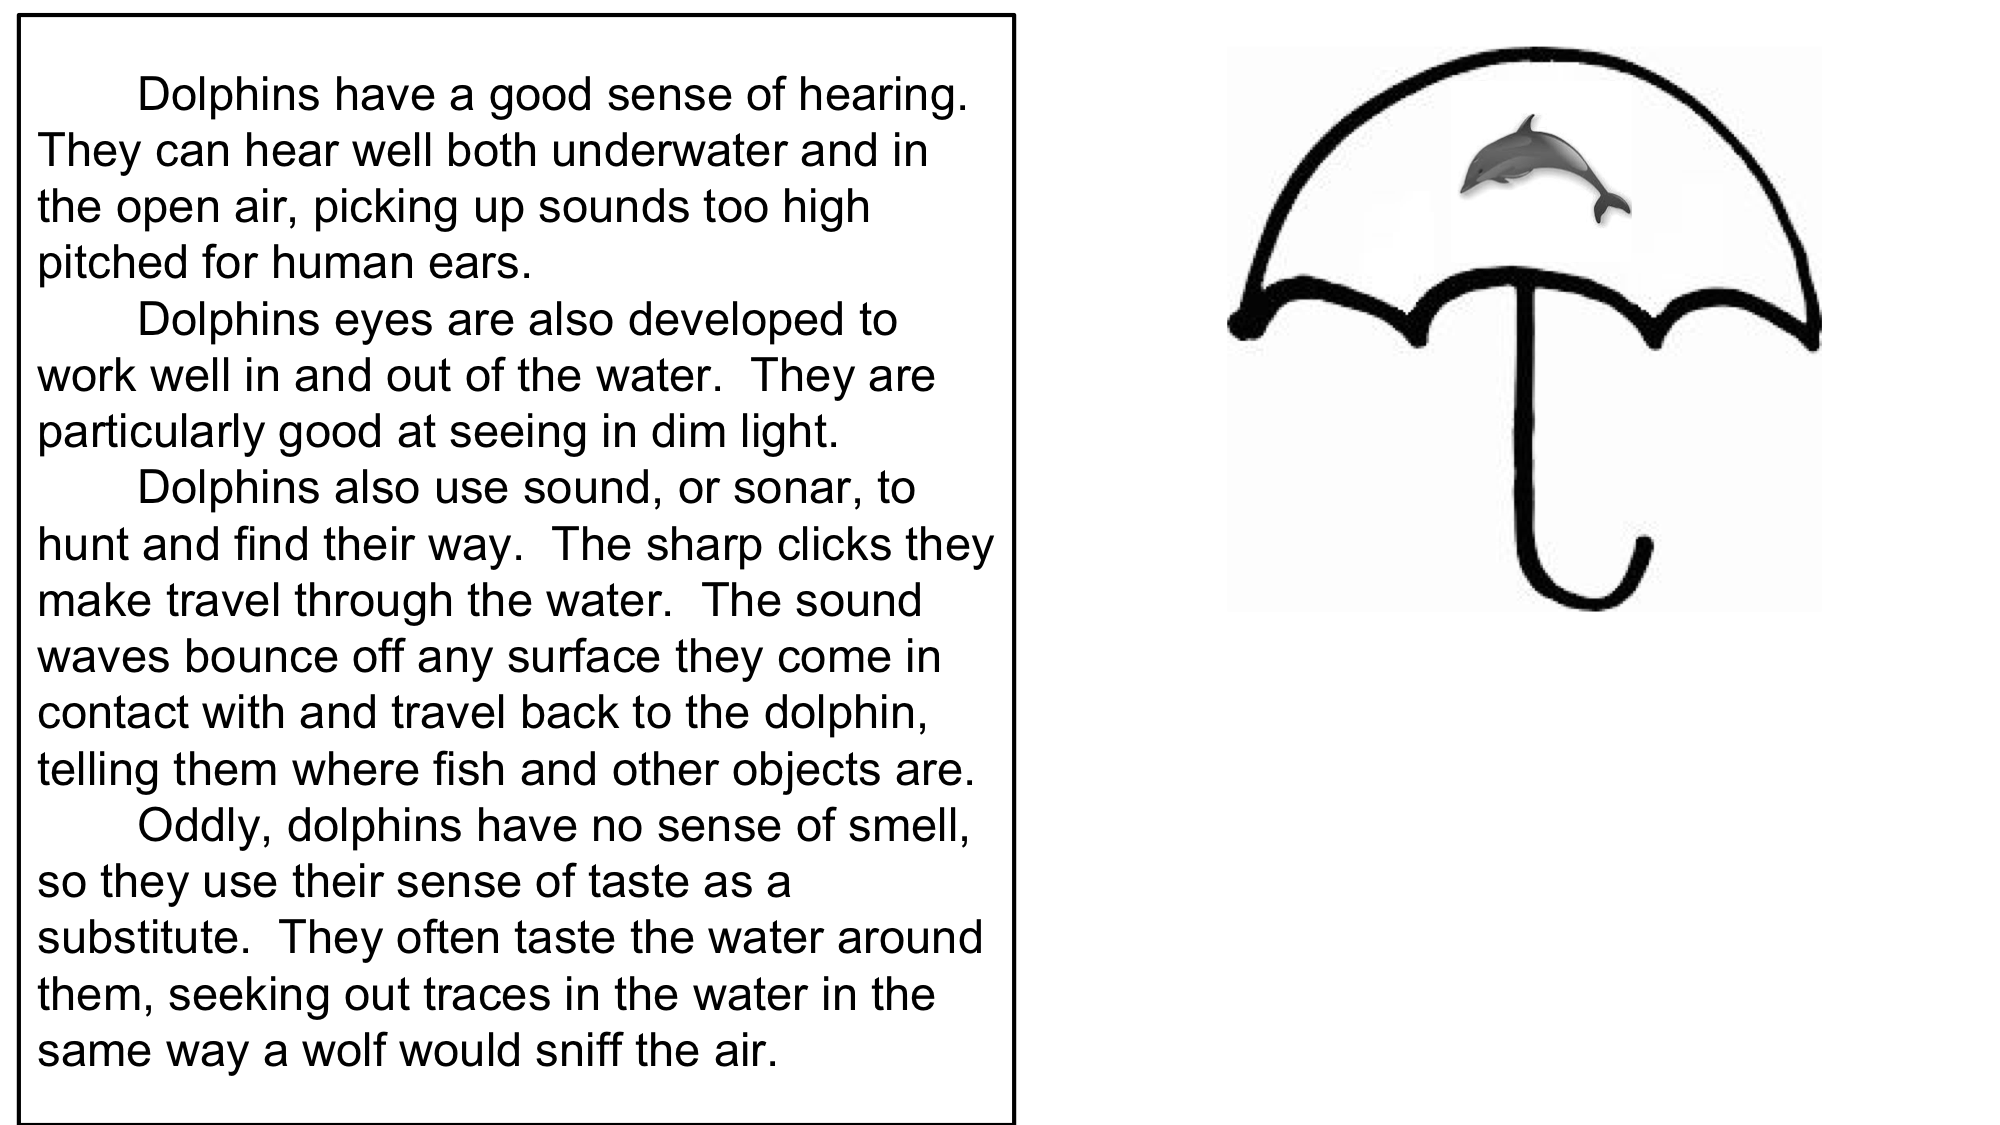 Dolphins have a good sense of hearing.
They can hear well both underwater and in
the open air, picking up sounds too high
pitched for human ears.
Dolphins eyes are also developed to
work well in and out of the water.  They are
particularly good at seeing in dim light.
Dolphins also use sound, or sonar, to
hunt and find their way.  The sharp clicks they
make travel through the water.  The sound
waves bounce off any surface they come in
contact with and travel back to the dolphin,
telling them where fish and other objects are.
Oddly, dolphins have no sense of smell,
so they use their sense of taste as a
substitute.  They often taste the water around
them, seeking out traces in the water in the
same way a wolf would sniff the air.